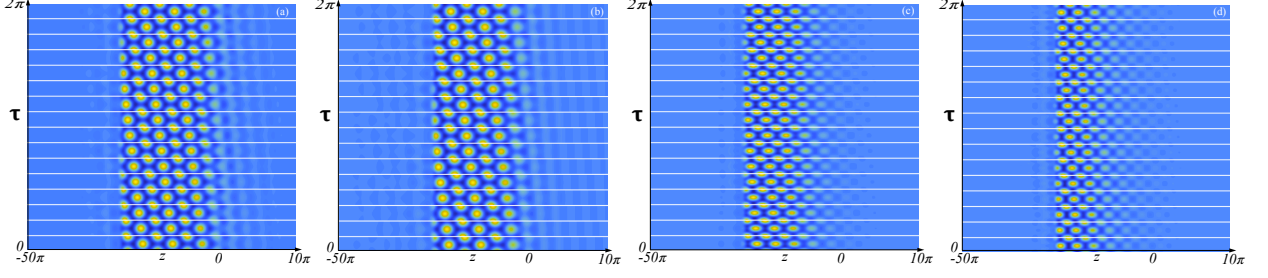 2π (a) 2π (b) 2π (c) 2π (d)
τ τ τ τ
0 0 0 0
-50π z 0 10π -50π z 0 10π -50π z 0 10π -50π z 0 10π